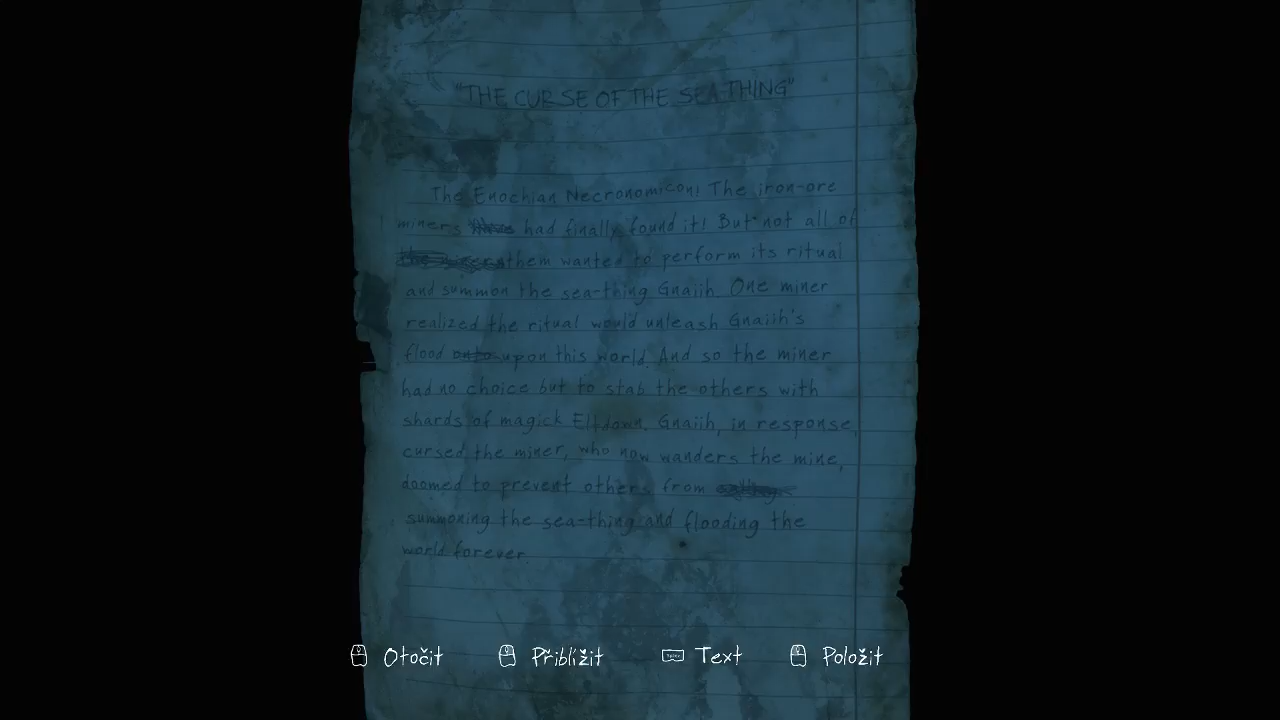 "THE CURSE OF THE SEA-THING"
The Enochian Necronomicon! The iron-ore
miners had finally found it! But not all of
them wanted to perform its ritual
and summon the sea-thing Gnaiih. One miner
realized the ritual would unleash Gnaiih's
flood onto upon this world. And so the miner
had no choice but to stab the others with
shards of magick Eltdown. Gnaiih, in response,
cursed the miner, who now wanders the mine,
doomed to prevent others from
summoning the sea-thing and flooding the
world forever
Otočit Přiblížit Text Položit